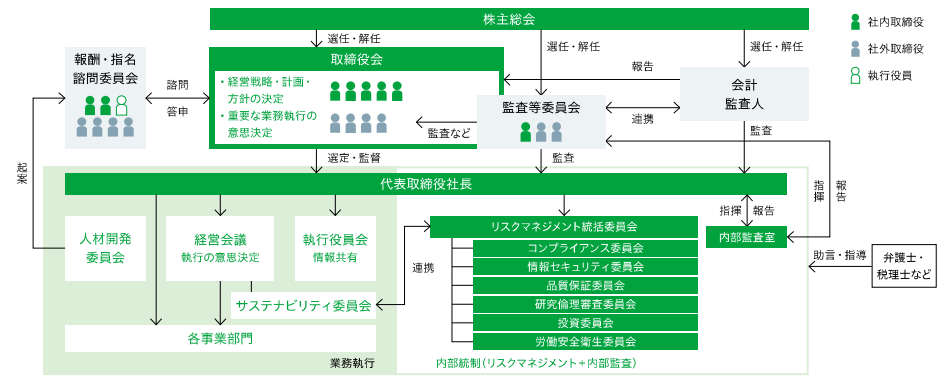 株主総会
社内取締役
社外取締役
執行役員
選任・解任
選任・解任
選任・解任
報酬・指名
諮問委員会
諮問
答申
取締役会
・経営戦略・計画・
方針の決定
・重要な業務執行の
意思決定
報告
会計
監査人
監査等委員会
連携
監査など
選定・監督
監査
監査
起案
指揮
報告
代表取締役社長
人材開発
委員会
経営会議
執行の意思決定
執行役員会
情報共有
サステナビリティ委員会
各事業部門
業務執行
連携
リスクマネジメント統括委員会
コンプライアンス委員会
情報セキュリティ委員会
品質保証委員会
研究倫理審査委員会
投資委員会
労働安全衛生委員会
指揮
報告
内部監査室
助言・指導
弁護士・
税理士など
内部統制(リスクマネジメント+内部監査)